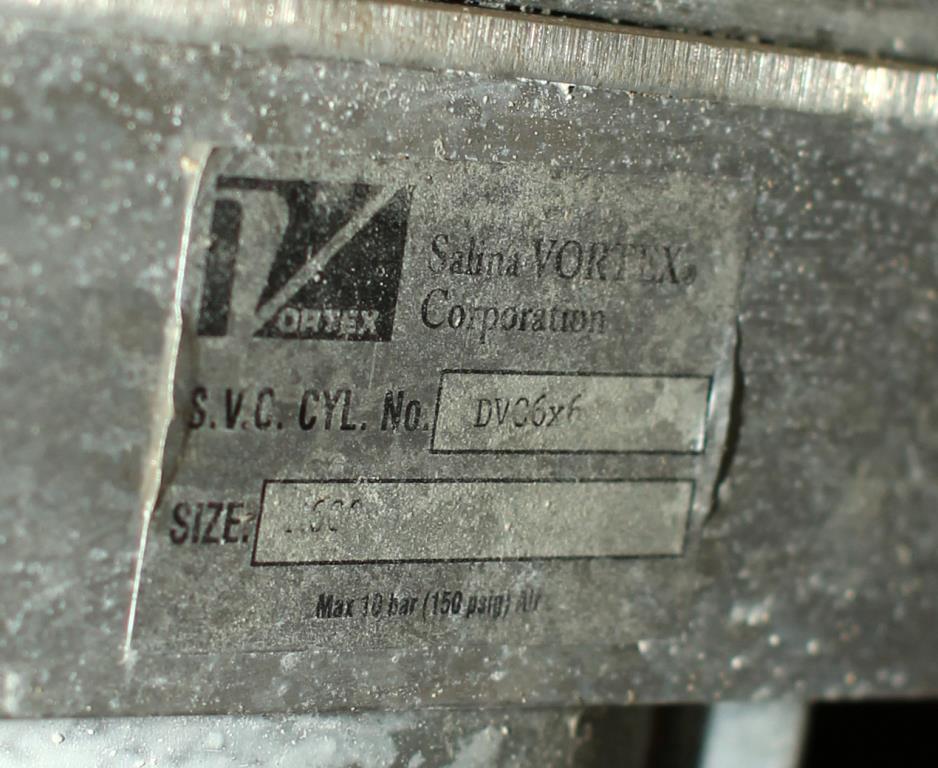 VORTEX
Salina VORTEX®
Corporation
S.V.C. CYL. No. DVC6x6
SIZE:
Max 10 bar (150 psig) Air